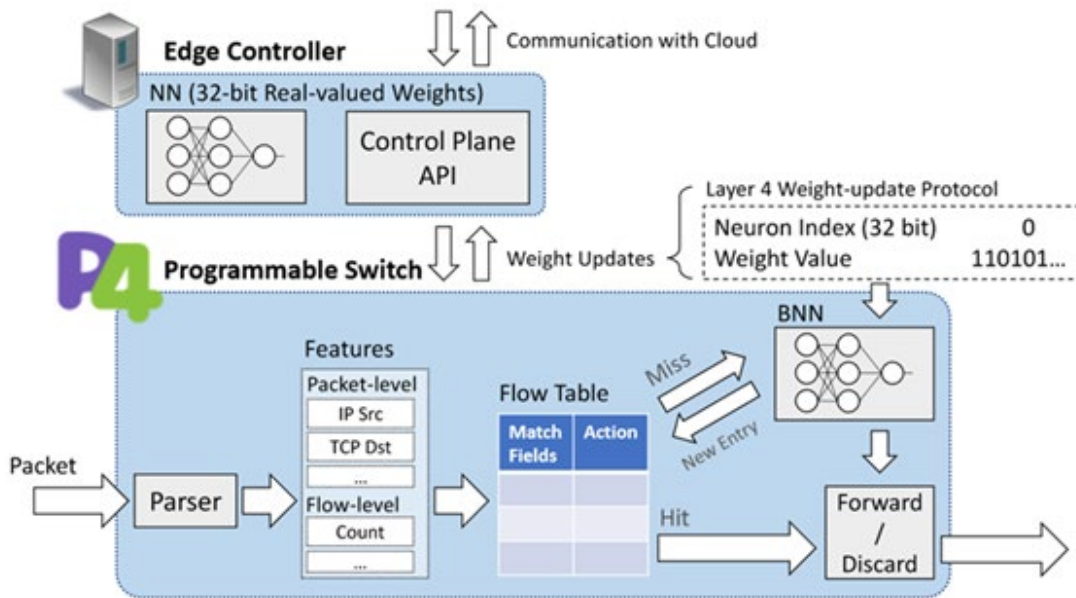 Communication with Cloud
Edge Controller
NN (32-bit Real-valued Weights)
Control Plane
API
Layer 4 Weight-update Protocol
Neuron Index (32 bit) 0
Weight Value 110101...
Weight Updates
P4
Programmable Switch
BNN
Features
Packet-level
IP Src
TCP Dst
...
Flow-level
Count
...
Flow Table
Match
Fields
Action
Miss
New Entry
Packet
Parser
Hit
Forward
/
Discard